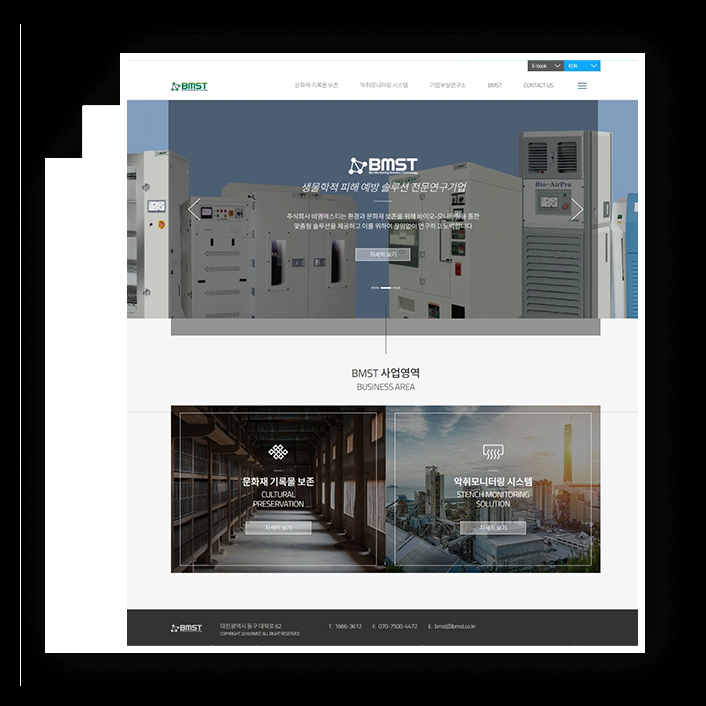 E-book
KOR
BMST
문화재 기록물 보존
악취모니터링 시스템
기업부설연구소
BMST
CONTACT US
BMST
생물학적 피해 예방 솔루션 전문연구기업
주식회사 비엠에스티는 환경과 문화재 보존을 위해 바이오-모니터링을 통한
맞춤형 솔루션을 제공하고 이를 위하여 끊임없이 연구하고 노력합니다
자세히 보기
Bio-AirPro
BMST 사업영역
BUSINESS AREA
문화재 기록물 보존
CULTURAL
PRESERVATION
자세히 보기
악취모니터링 시스템
STENCH MONITORING
SOLUTION
자세히 보기
BMST
대전광역시 동구 대학로 62
T. 1666-3612
F. 070-7500-4472
E. bmst@bmst.co.kr
COPYRIGHT 2018 BMST. ALL RIGHT RESERVED